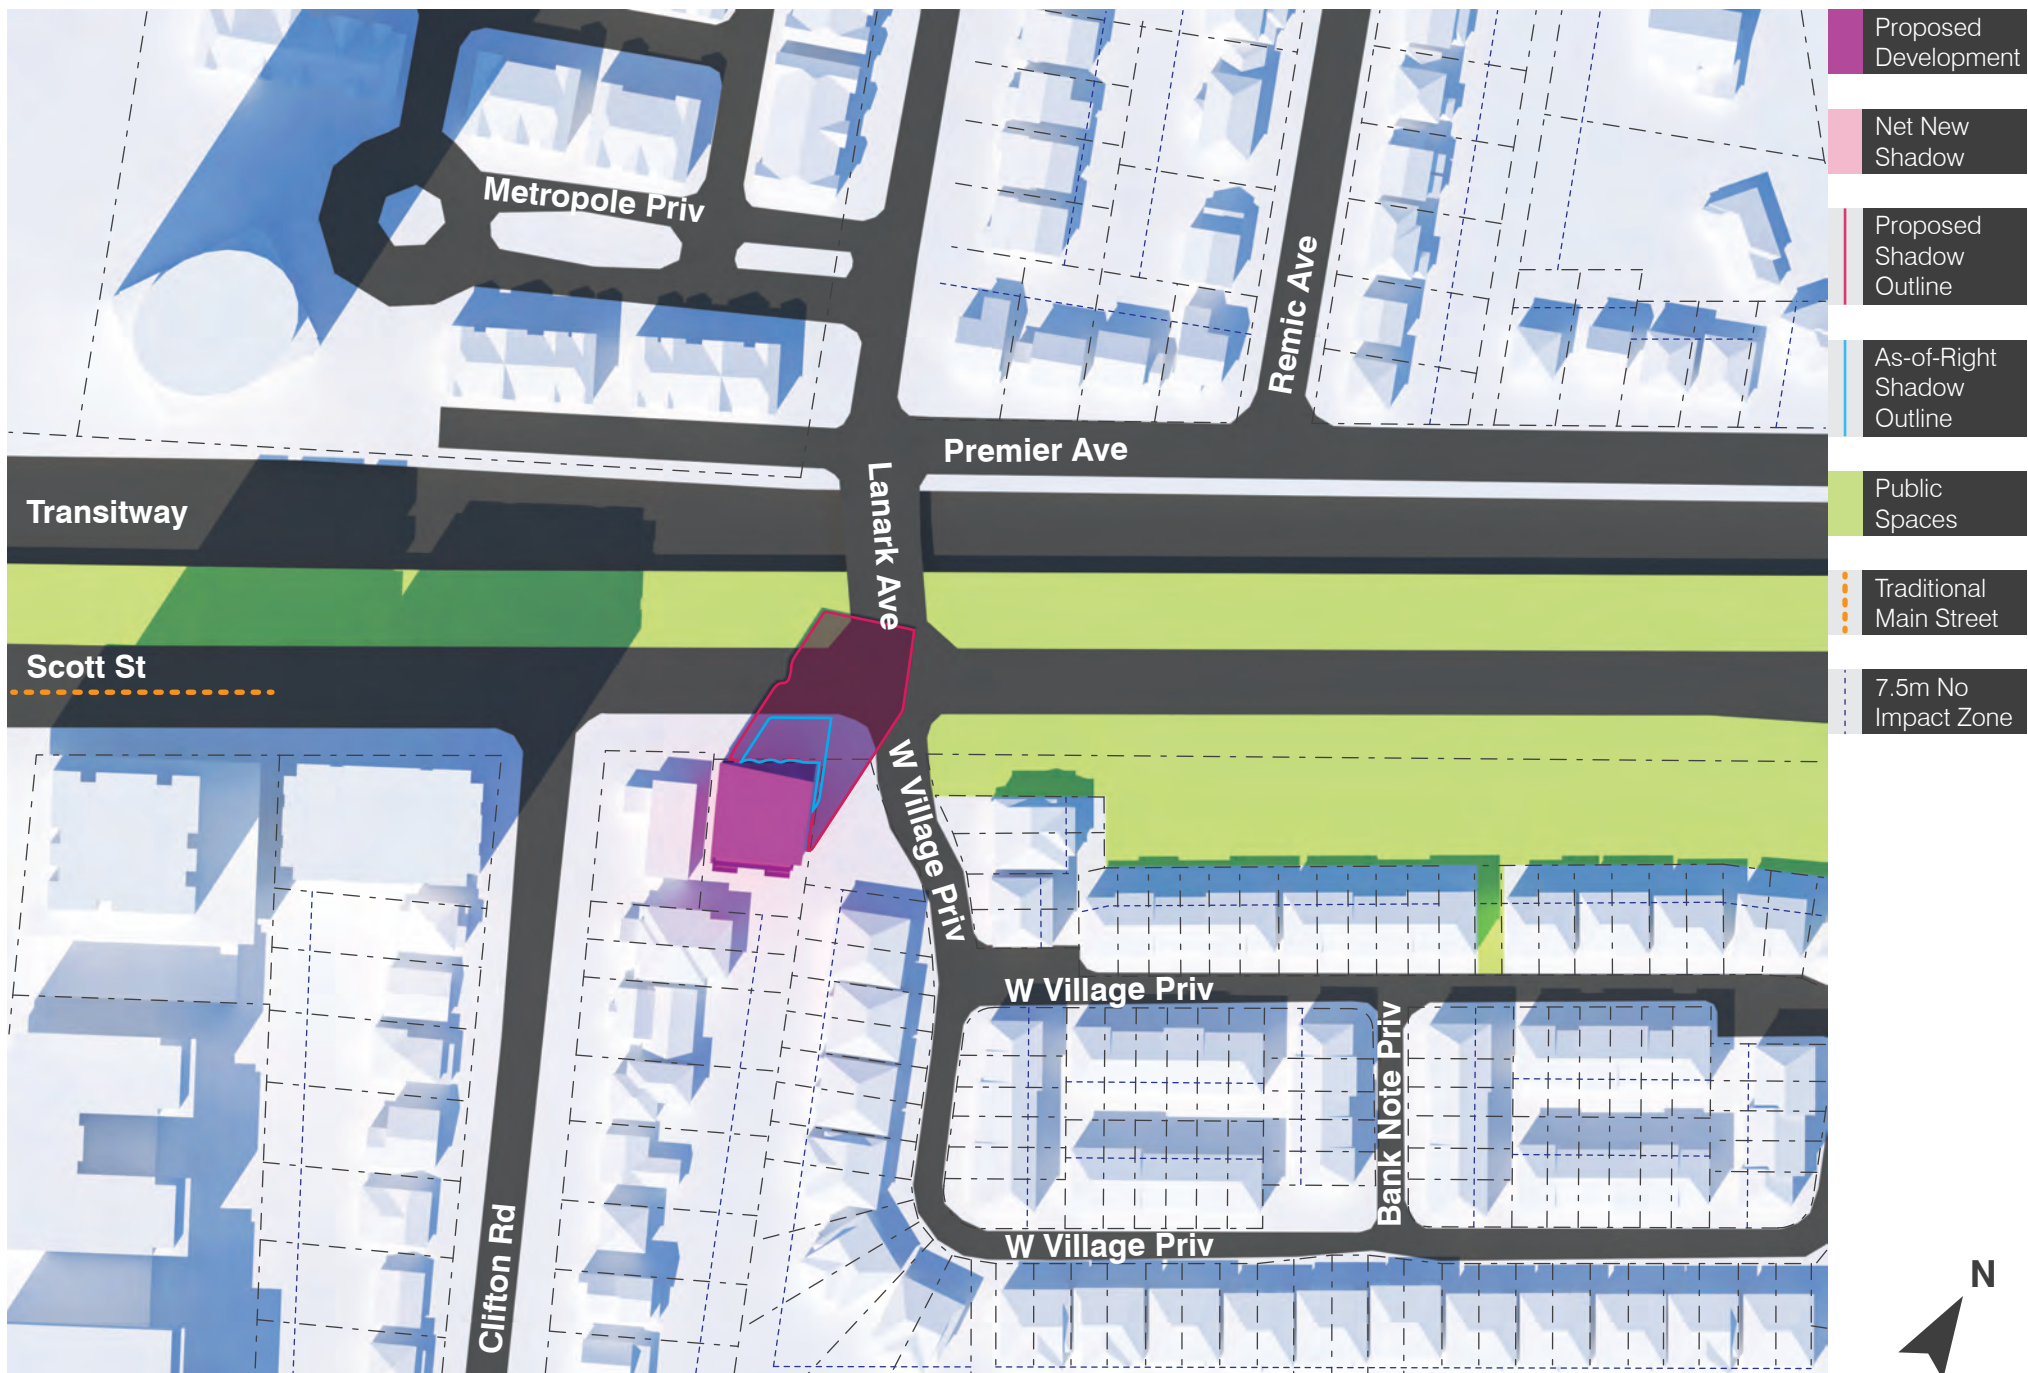 Metropole Priv
Remic Ave
Premier Ave
Lanark Ave
Transitway
Scott St
W Village Priv
W Village Priv
Bank Note Priv
W Village Priv
Clifton Rd
Proposed
Development
Net New
Shadow
Proposed
Shadow
Outline
As-of-Right
Shadow
Outline
Public
Spaces
Traditional
Main Street
7.5m No
Impact Zone
N